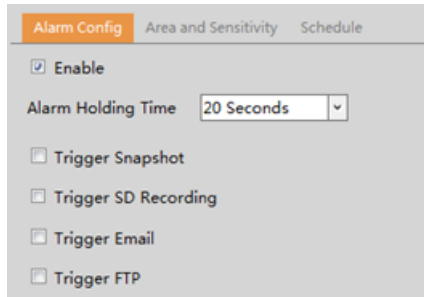 Alarm Config Area and Sensitivity Schedule
Enable
Alarm Holding Time 20 Seconds
Trigger Snapshot
Trigger SD Recording
Trigger Email
Trigger FTP